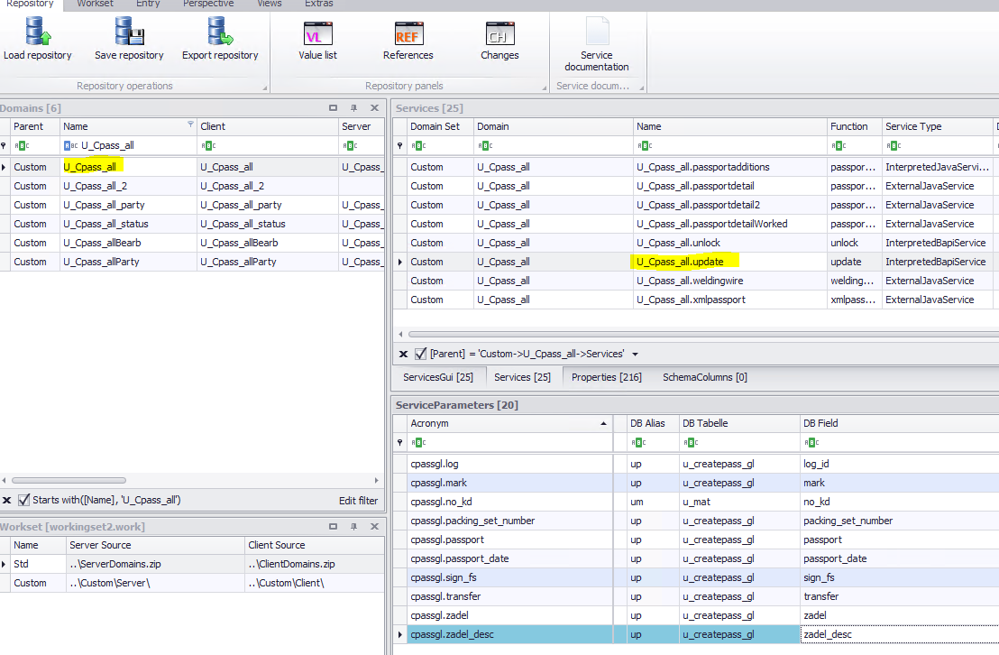 Repository Workset Entry Perspective Views Extras
Load repository Save repository Export repository Value list References Changes Service documentation
VL REF CH
Repository operations Repository panels Service docum...
Domains [6]
Parent Name Client Server
U_Cpass_all
Custom U_Cpass_all U_Cpass_all U_Cpass_
Custom U_Cpass_all_2 U_Cpass_all_2
Custom U_Cpass_all_party U_Cpass_all_party U_Cpass_
Custom U_Cpass_all_status U_Cpass_all_status U_Cpass_
Custom U_Cpass_allBearb U_Cpass_allBearb U_Cpass_
Custom U_Cpass_allParty U_Cpass_allParty U_Cpass_
Starts with([Name], 'U_Cpass_all') Edit filter
Workset [workingset2.work]
Name Server Source Client Source
Std ..\ServerDomains.zip ..\ClientDomains.zip
Custom ..\Custom\Server\ ..\Custom\Client\
Services [25]
Domain Set Domain Name Function Service Type
Custom U_Cpass_all U_Cpass_all.passportadditions passpor... InterpretedJavaServi...
Custom U_Cpass_all U_Cpass_all.passportdetail passpor... ExternalJavaService
Custom U_Cpass_all U_Cpass_all.passportdetail2 passpor... ExternalJavaService
Custom U_Cpass_all U_Cpass_all.passportdetailWorked passpor... ExternalJavaService
Custom U_Cpass_all U_Cpass_all.unlock unlock InterpretedBapiService
Custom U_Cpass_all U_Cpass_all.update update InterpretedBapiService
Custom U_Cpass_all U_Cpass_all.weldingwire welding... ExternalJavaService
Custom U_Cpass_all U_Cpass_all.xmlpassport xmlpass... ExternalJavaService
[Parent] = 'Custom->U_Cpass_all->Services'
ServicesGui [25] Services [25] Properties [216] SchemaColumns [0]
ServiceParameters [20]
Acronym DB Alias DB Tabelle DB Field
cpassgl.log up u_createpass_gl log_id
cpassgl.mark up u_createpass_gl mark
cpassgl.no_kd um u_mat no_kd
cpassgl.packing_set_number up u_createpass_gl packing_set_number
cpassgl.passport up u_createpass_gl passport
cpassgl.passport_date up u_createpass_gl passport_date
cpassgl.sign_fs up u_createpass_gl sign_fs
cpassgl.transfer up u_createpass_gl transfer
cpassgl.zadel up u_createpass_gl zadel
cpassgl.zadel_desc up u_createpass_gl zadel_desc